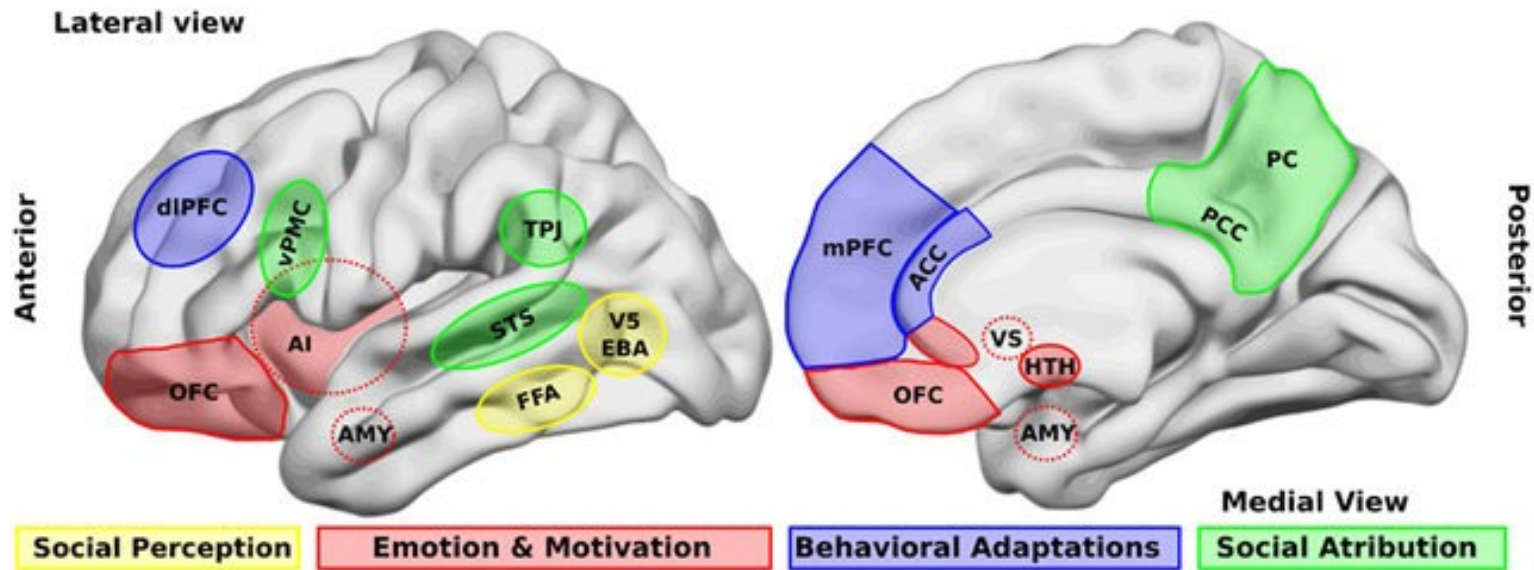 Lateral view
Anterior
dlPFC
vPMC
TPJ
AI
STS
V5
EBA
OFC
FFA
AMY
PC
PCC
mPFC
ACC
VS
HTH
OFC
AMY
Posterior
Medial View
Social Perception
Emotion & Motivation
Behavioral Adaptations
Social Atribution